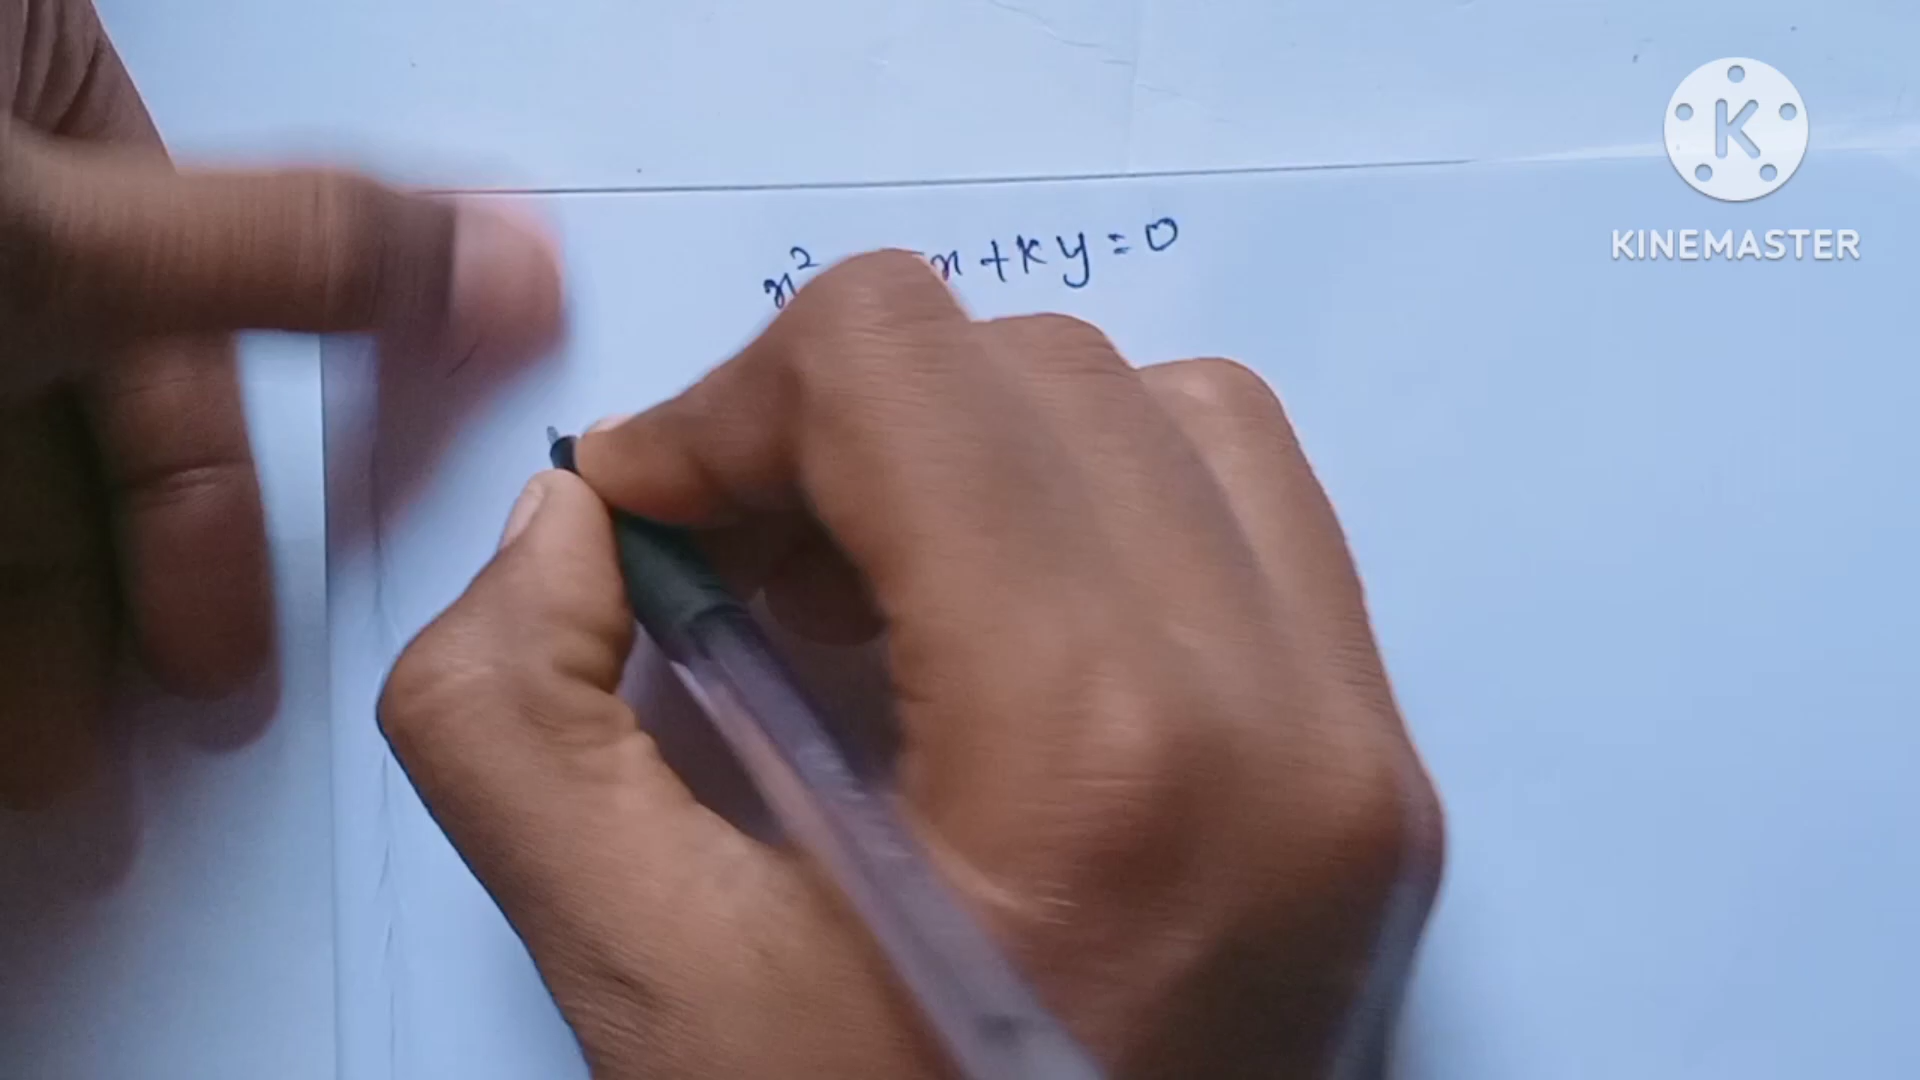 x² x + ky = 0
K
KINEMASTER